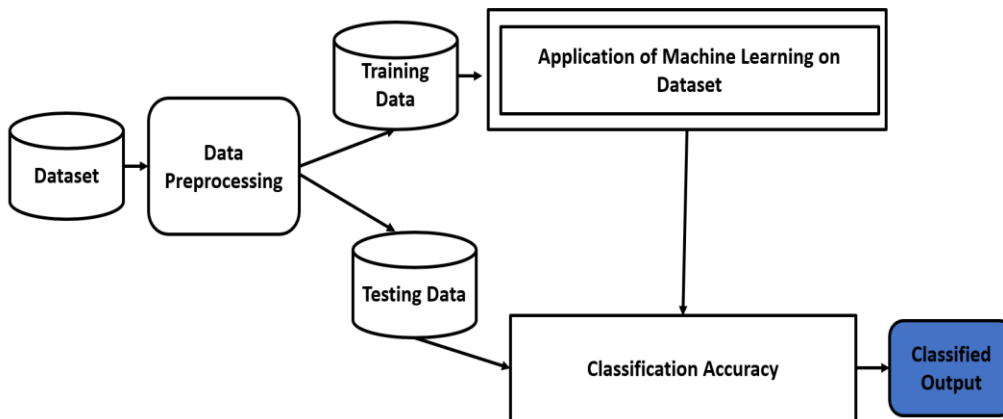 Dataset
Data
Preprocessing
Training
Data
Testing Data
Application of Machine Learning on
Dataset
Classification Accuracy
Classified
Output